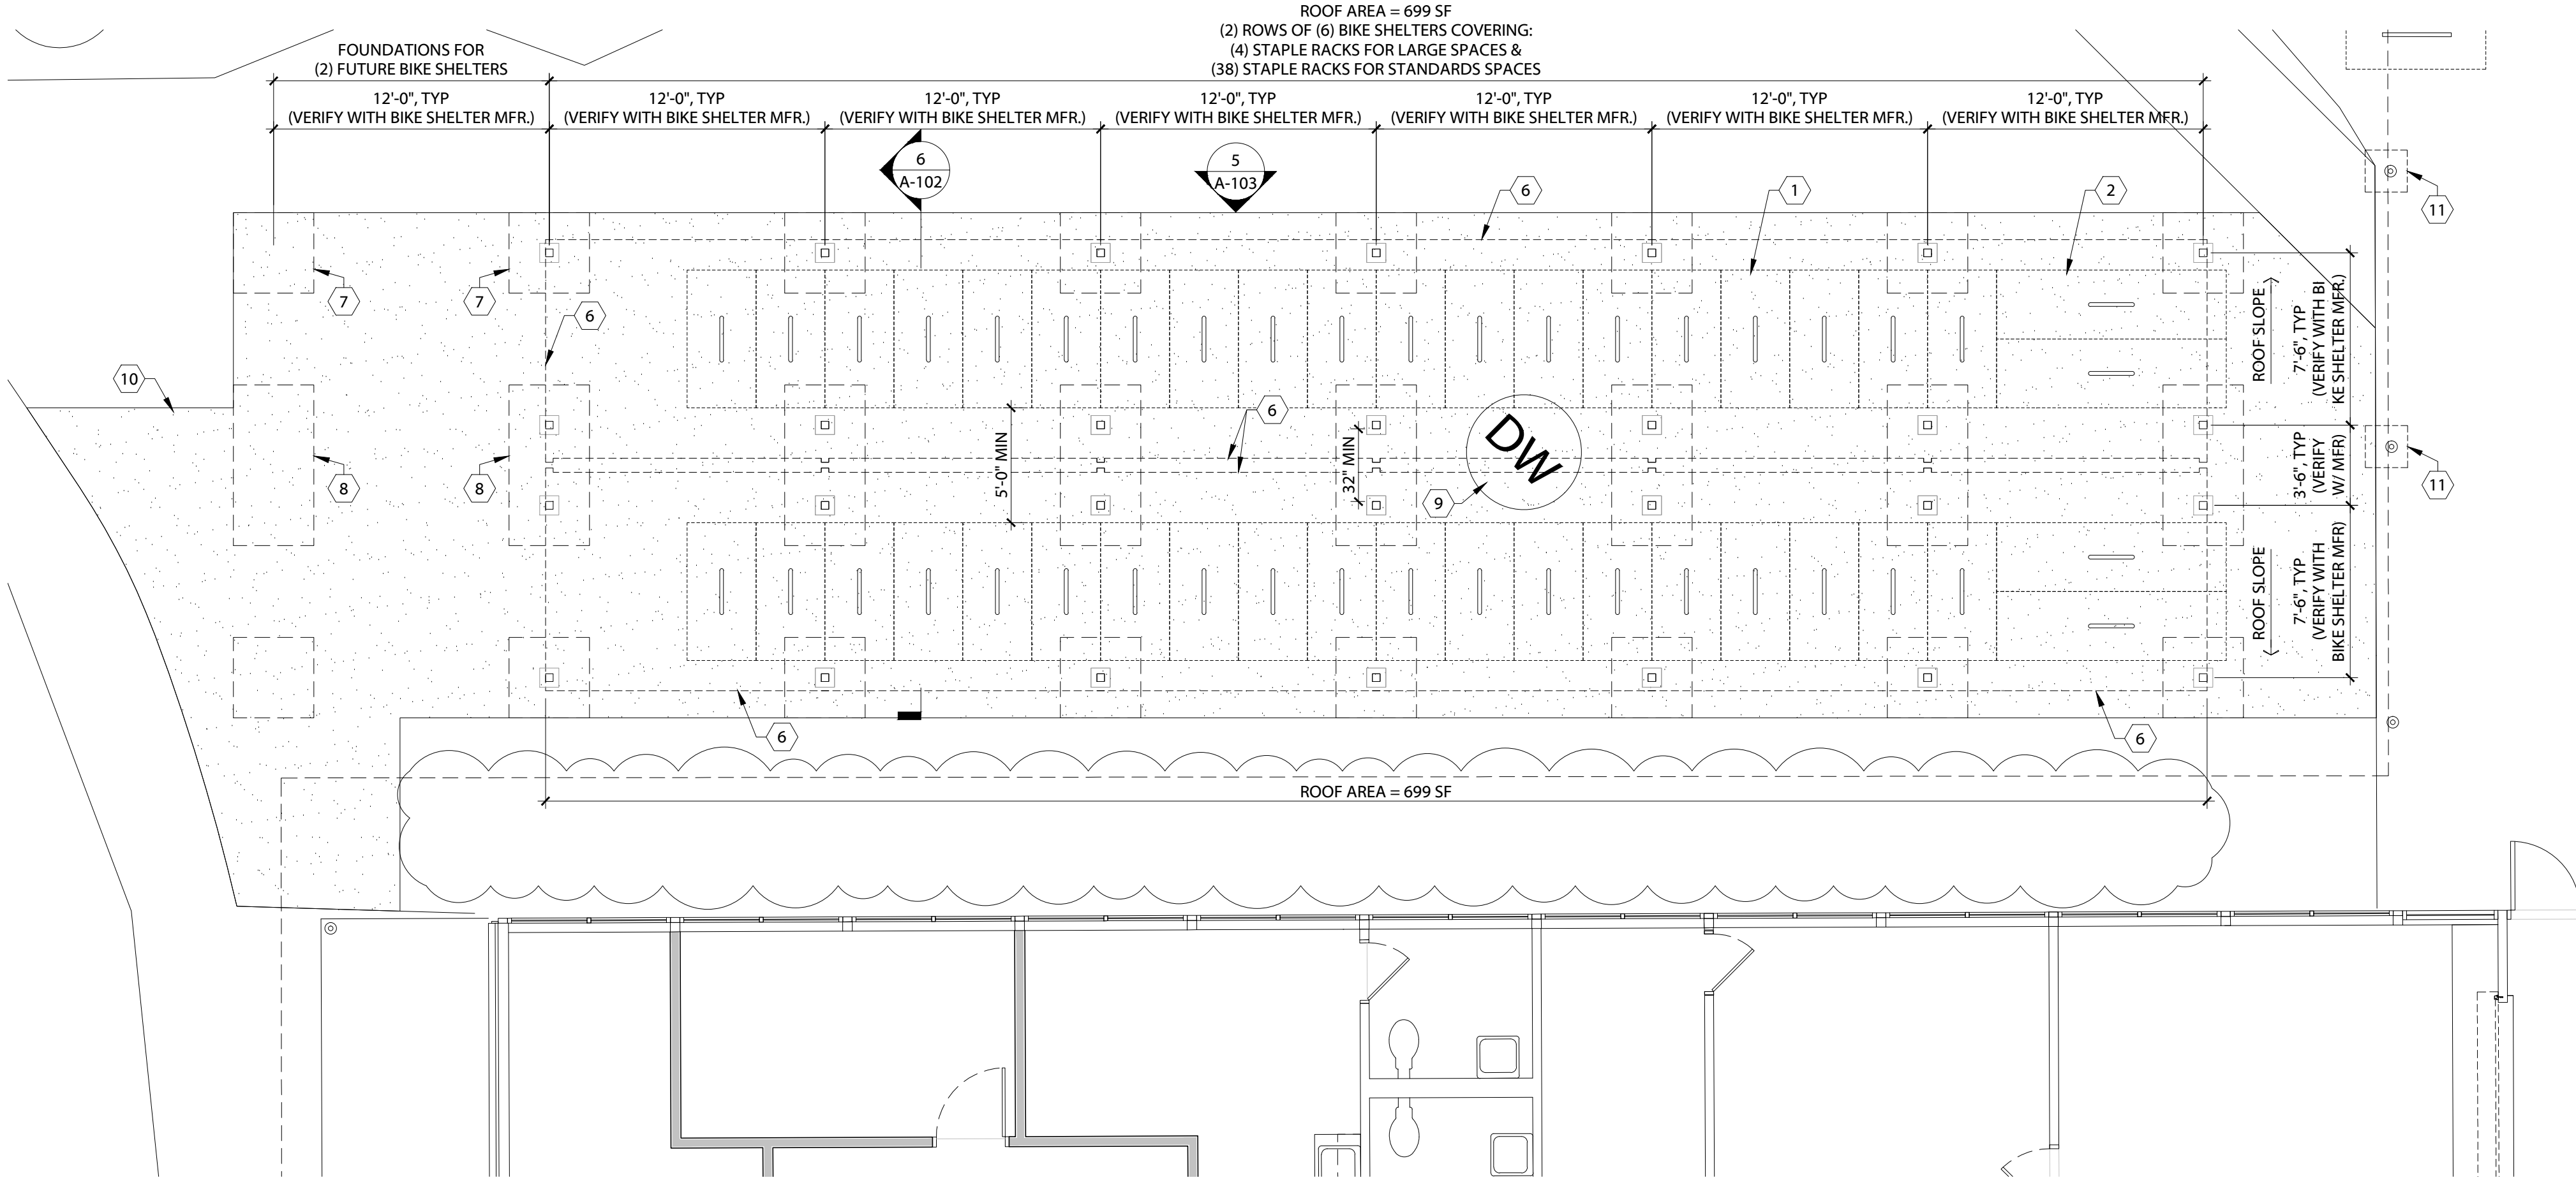 ROOF AREA = 699 SF
(2) ROWS OF (6) BIKE SHELTERS COVERING:
(4) STAPLE RACKS FOR LARGE SPACES &
(38) STAPLE RACKS FOR STANDARDS SPACES
FOUNDATIONS FOR
(2) FUTURE BIKE SHELTERS
12'-0", TYP
(VERIFY WITH BIKE SHELTER MFR.)
12'-0", TYP
(VERIFY WITH BIKE SHELTER MFR.)
12'-0", TYP
(VERIFY WITH BIKE SHELTER MFR.)
12'-0", TYP
(VERIFY WITH BIKE SHELTER MFR.)
12'-0", TYP
(VERIFY WITH BIKE SHELTER MFR.)
12'-0", TYP
(VERIFY WITH BIKE SHELTER MFR.)
12'-0", TYP
(VERIFY WITH BIKE SHELTER MFR.)
6
A-102
5
A-103
6
1
2
11
7
7
6
ROOF SLOPE
7'-6", TYP
(VERIFY WITH BI
KE SHELTER MFR.)
10
6
5'-0" MIN
32" MIN
DW
9
8
8
3'-6", TYP
(VERIFY
W/ MFR)
11
ROOF SLOPE
7'-6", TYP
(VERIFY WITH
BIKE SHELTER MFR)
6
6
ROOF AREA = 699 SF